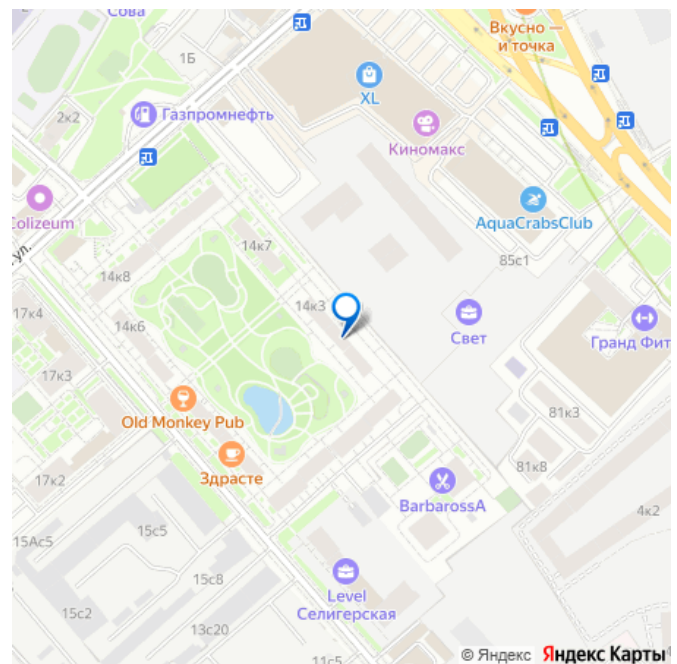 Сова
Вкусно —
и точка
1Б
XL
2к2
Газпромнефть
Киномакс
Colizeum
AquaCrabsClub
ул.
14к7
85с1
14к8
14к3
17к4
14к6
Свет
Гранд Фит
17к3
Old Monkey Pub
81к3
Здрасте
81к8
17к2
BarbarossA
4к2
15с5
15Ас5
15с8
Level
Селигерская
15с2
13с20
11с5
© Яндекс Яндекс Карты